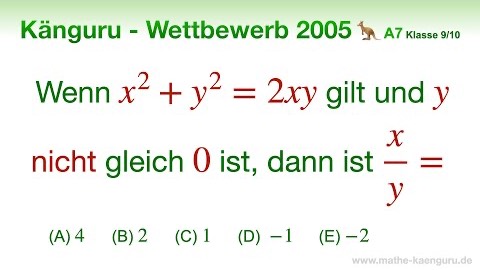 Känguru - Wettbewerb 2005 🦘 A7 Klasse 9/10
Wenn x² + y² = 2xy gilt und y
nicht gleich 0 ist, dann ist x/y =
(A) 4 (B) 2 (C) 1 (D) −1 (E) −2
www.mathe-kaenguru.de